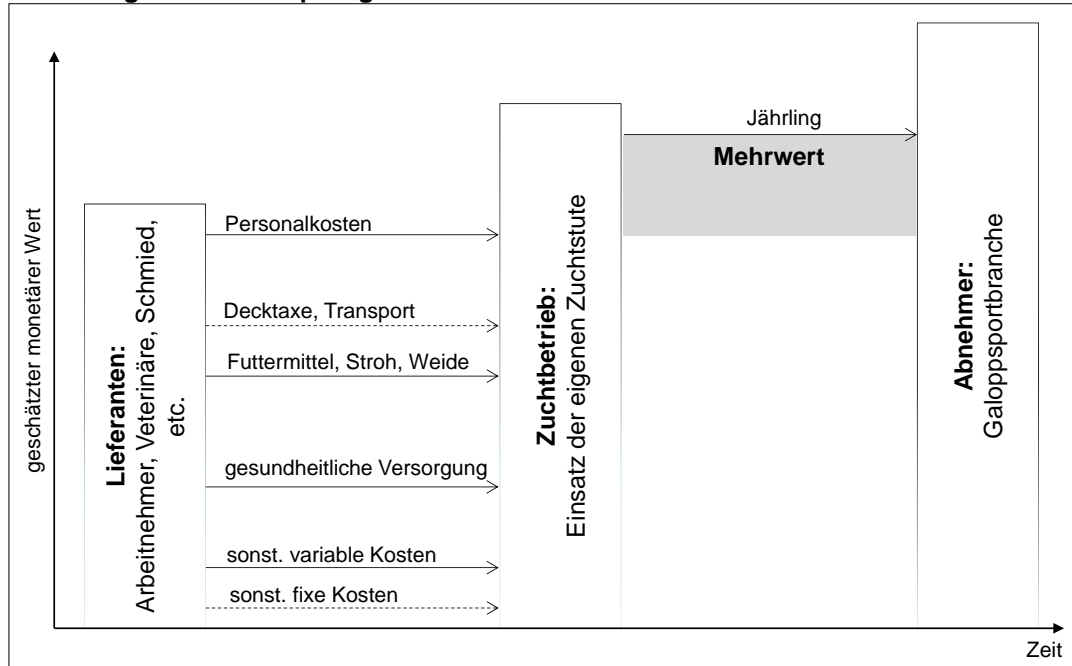 geschätzter monetärer Wert
Lieferanten:
Arbeitnehmer, Veterinäre, Schmied,
etc.
Personalkosten
Decktaxe, Transport
Futtermittel, Stroh, Weide
gesundheitliche Versorgung
sonst. variable Kosten
sonst. fixe Kosten
Zuchtbetrieb:
Einsatz der eigenen Zuchtstute
Jährling
Mehrwert
Abnehmer:
Galoppsportbranche
Zeit